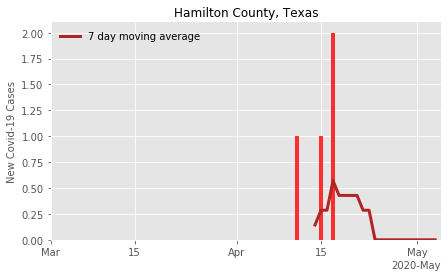 Hamilton County, Texas
7 day moving average
New Covid-19 Cases
2.00
1.75
1.50
1.25
1.00
0.75
0.50
0.25
0.00
Mar
15
Apr
15
May
2020-May